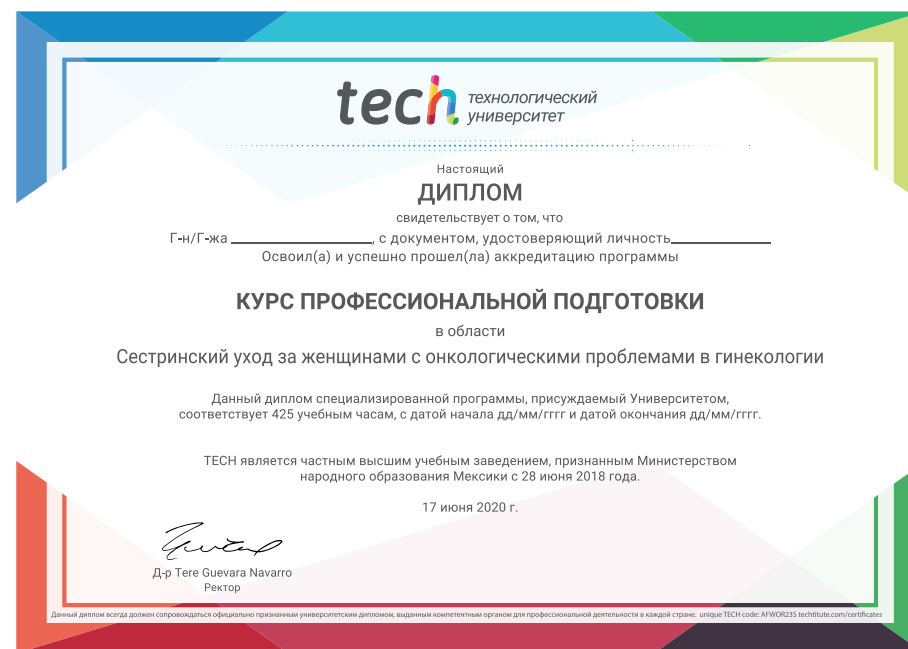 tech технологический
университет
Настоящий
ДИПЛОМ
свидетельствует о том, что
Г-н/Г-жа ____________, с документом, удостоверяющий личность____________
Освоил(а) и успешно прошел(ла) аккредитацию программы
КУРС ПРОФЕССИОНАЛЬНОЙ ПОДГОТОВКИ
в области
Сестринский уход за женщинами с онкологическими проблемами в гинекологии
Данный диплом специализированной программы, присуждаемый Университетом,
соответствует 425 учебным часам, с датой начала дд/мм/гггг и датой окончания дд/мм/гггг.
TECH является частным высшим учебным заведением, признанным Министерством
народного образования Мексики с 28 июня 2018 года.
17 июня 2020 г.
Д-р Tere Guevara Navarro
Ректор
Данный диплом всегда должен сопровождаться официально признанным университетским дипломом, выданным компетентным органом для профессиональной деятельности в каждой стране. unique TECH code: AFWOR23S techtitute.com/certificates